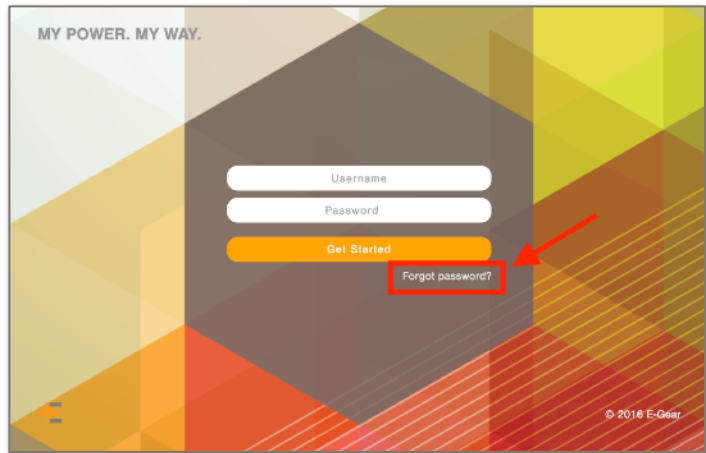 MY POWER. MY WAY.
Username
Password
Get Started
Forgot password?
© 2016 E-Gear